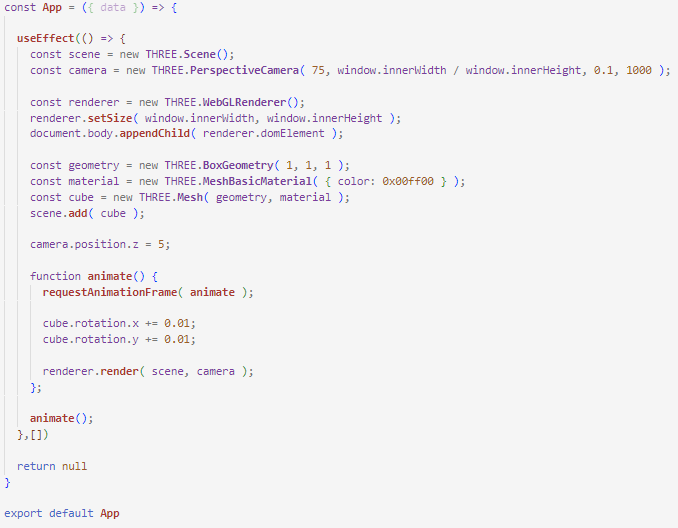 const App = ({ data }) => {
useEffect(() => {
const scene = new THREE.Scene();
const camera = new THREE.PerspectiveCamera( 75, window.innerWidth / window.innerHeight, 0.1, 1000 );
const renderer = new THREE.WebGLRenderer();
renderer.setSize( window.innerWidth, window.innerHeight );
document.body.appendChild( renderer.domElement );
const geometry = new THREE.BoxGeometry( 1, 1, 1 );
const material = new THREE.MeshBasicMaterial( { color: 0x00ff00 } );
const cube = new THREE.Mesh( geometry, material );
scene.add( cube );
camera.position.z = 5;
function animate() {
requestAnimationFrame( animate );
cube.rotation.x += 0.01;
cube.rotation.y += 0.01;
renderer.render( scene, camera );
};
animate();
},[])
return null
}
export default App